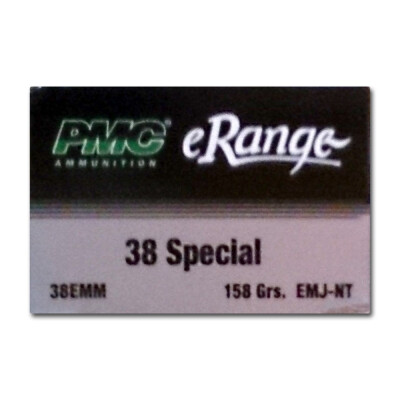 PMC® eRange
AMMUNITION
38 Special
38EMM 158 Grs. EMJ-NT